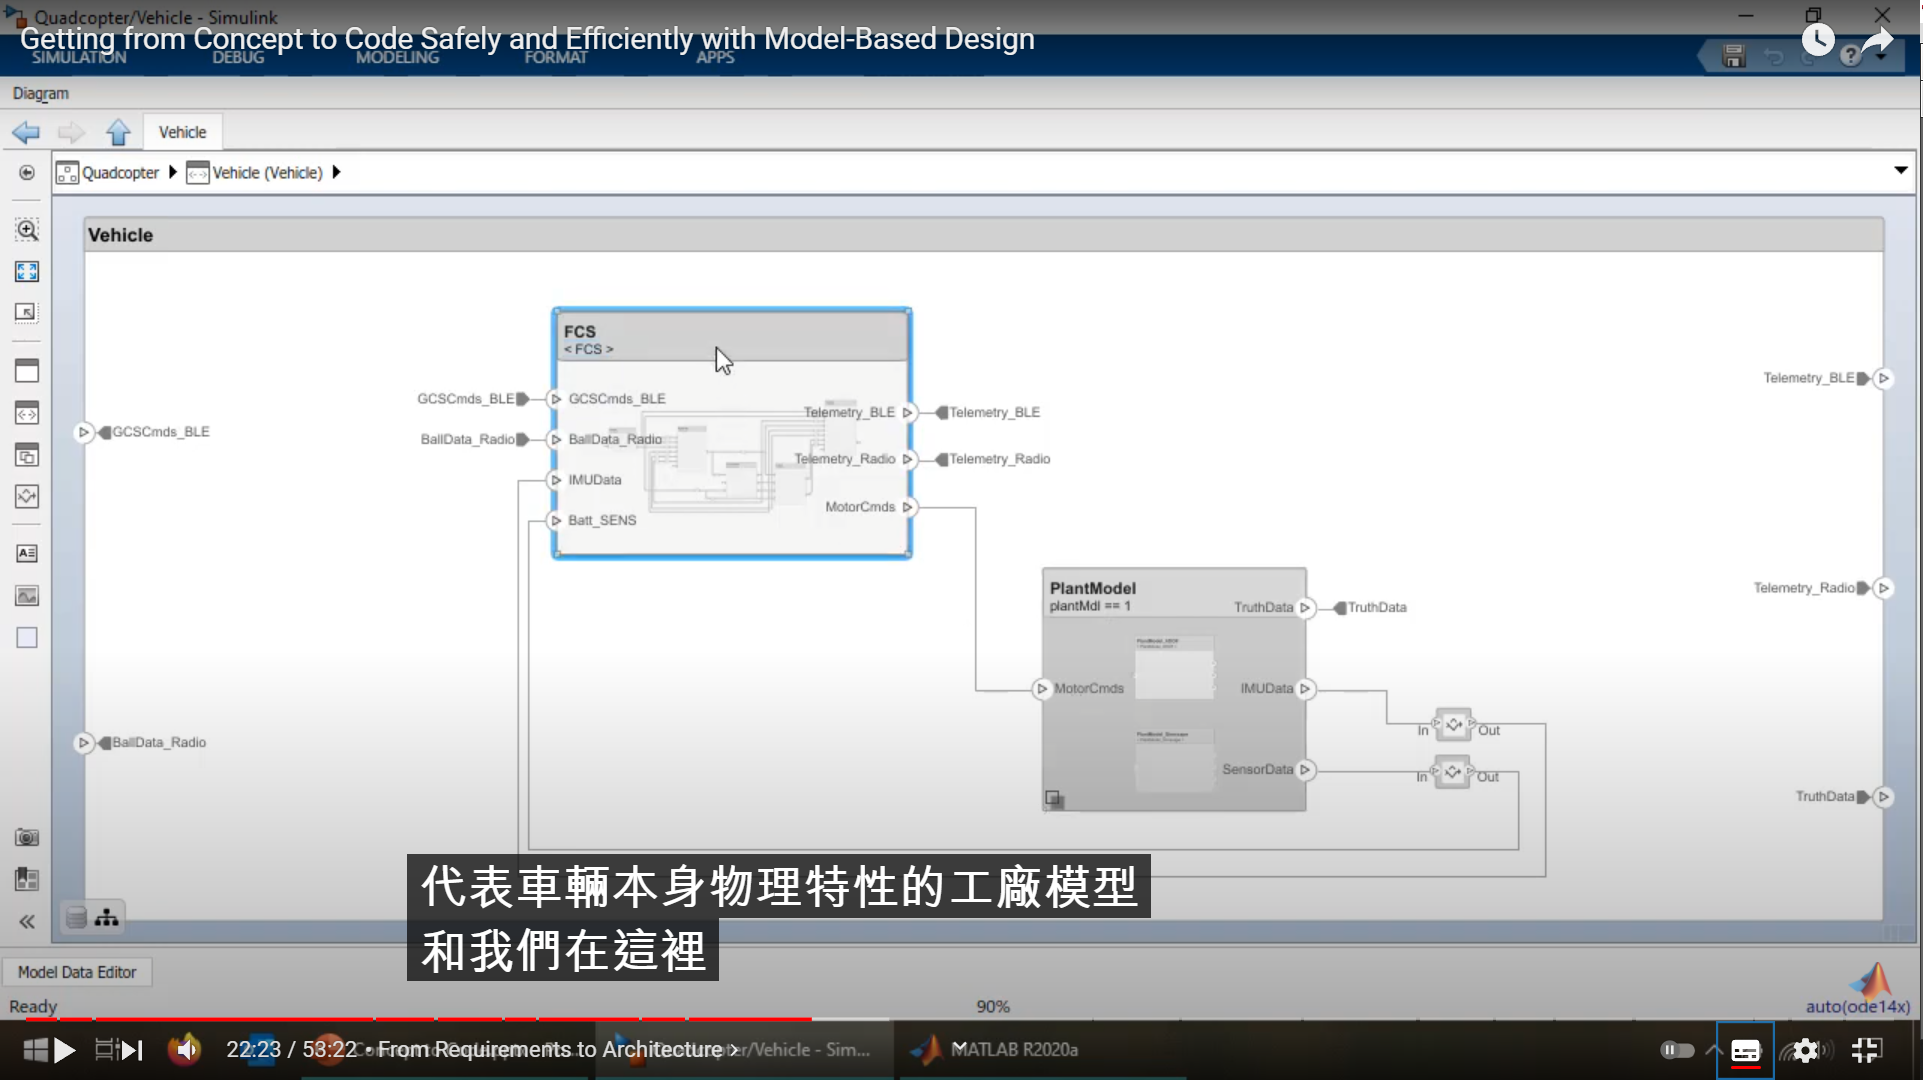 Quadcopter/Vehicle - Simulink
Getting from Concept to Code Safely and Efficiently with Model-Based Design
SIMULATION DEBUG MODELING FORMAT APPS
Diagram
Vehicle
Quadcopter Vehicle (Vehicle)
Vehicle
FCS
< FCS >
GCSCmds_BLE
GCSCmds_BLE
BallData_Radio
BallData_Radio
IMUData
Batt_SENS
Telemetry_BLE
Telemetry_BLE
Telemetry_Radio
Telemetry_Radio
MotorCmds
GCSCmds_BLE
BallData_Radio
Telemetry_BLE
Telemetry_Radio
TruthData
PlantModel
plantMdl == 1
TruthData
TruthData
MotorCmds
IMUData
SensorData
In Out
In Out
代表車輛本身物理特性的工廠模型
和我們在這裡
Model Data Editor
Ready
90%
auto(ode14x)
22:23 / 53:22 • From Requirements to Architecture
Quadcopter/Vehicle - Sim...
MATLAB R2020a